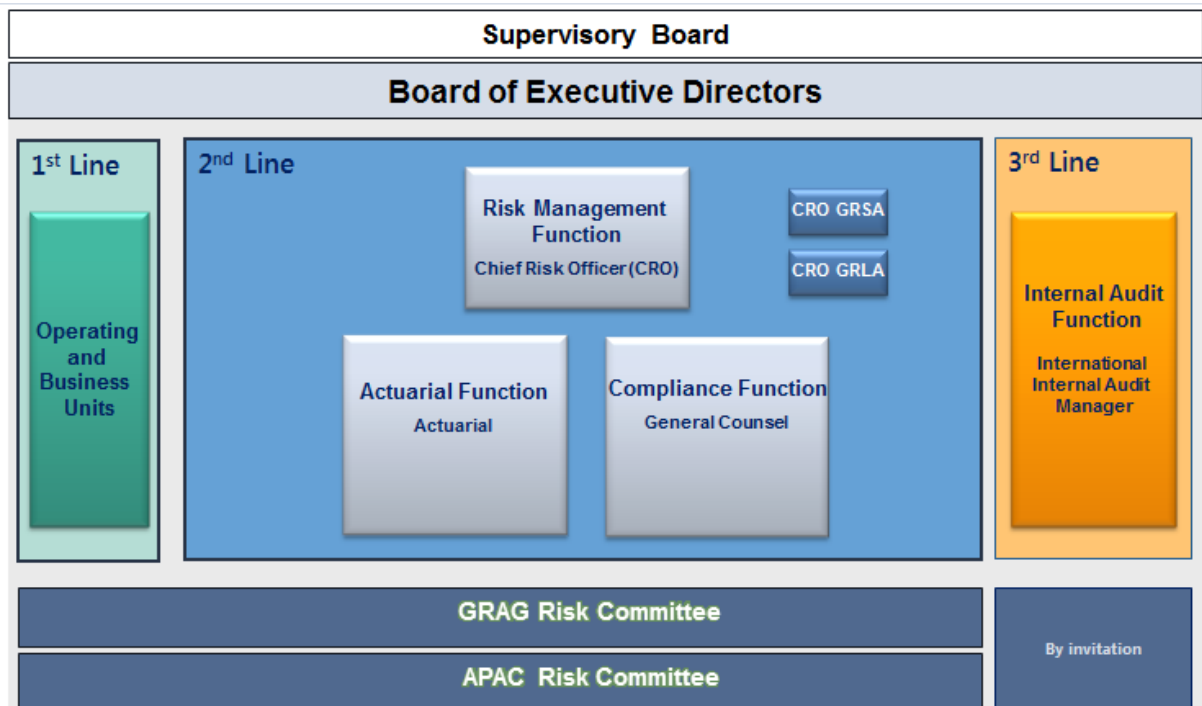 Supervisory Board
Board of Executive Directors
1st Line
Operating
and
Business
Units
2nd Line
Risk Management
Function
Chief Risk Officer(CRO)
CRO GRSA
CRO GRLA
Actuarial Function
Actuarial
Compliance Function
General Counsel
3rd Line
Internal Audit
Function
International
Internal Audit
Manager
GRAG Risk Committee
APAC Risk Committee
By invitation